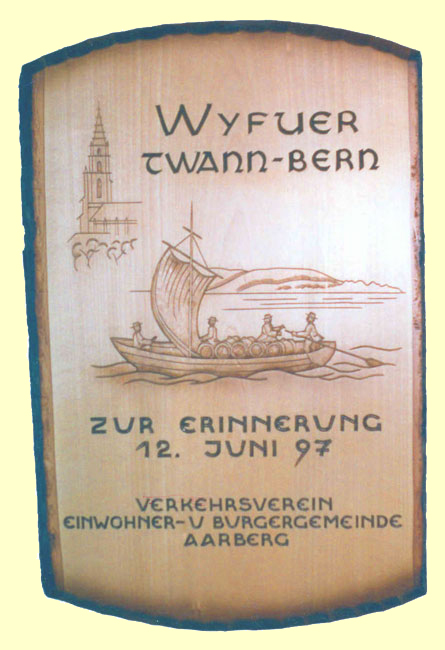 WYFUER
TWANN-BERN
ZUR ERINNERUNG
12. JUNI 97
VERKEHRSVEREIN
EINWOHNER-U BURGERGEMEINDE
AARBERG